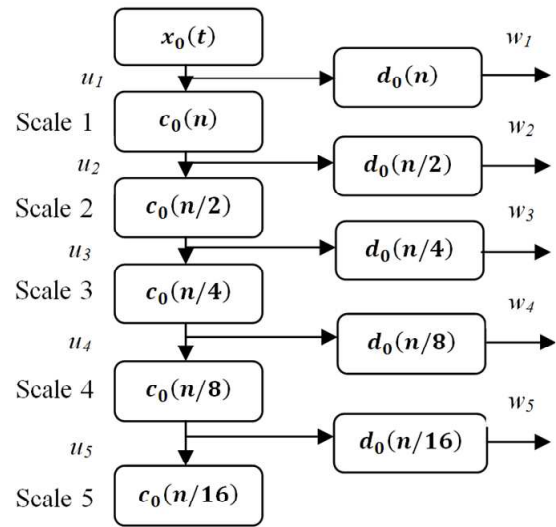 x₀(t)
w₁
u₁
d₀(n)
Scale 1
c₀(n)
w₂
u₂
d₀(n/2)
Scale 2
c₀(n/2)
w₃
u₃
d₀(n/4)
Scale 3
c₀(n/4)
w₄
u₄
d₀(n/8)
Scale 4
c₀(n/8)
w₅
u₅
d₀(n/16)
Scale 5
c₀(n/16)